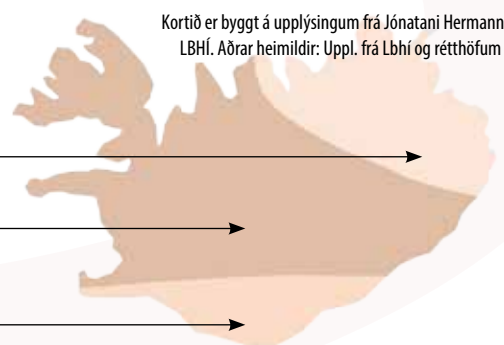 Kortið er byggt á upplýsingum frá Jónatani Hermann
LBHÍ. Aðrar heimildir: Uppl. frá Lbhí og rétthöfum